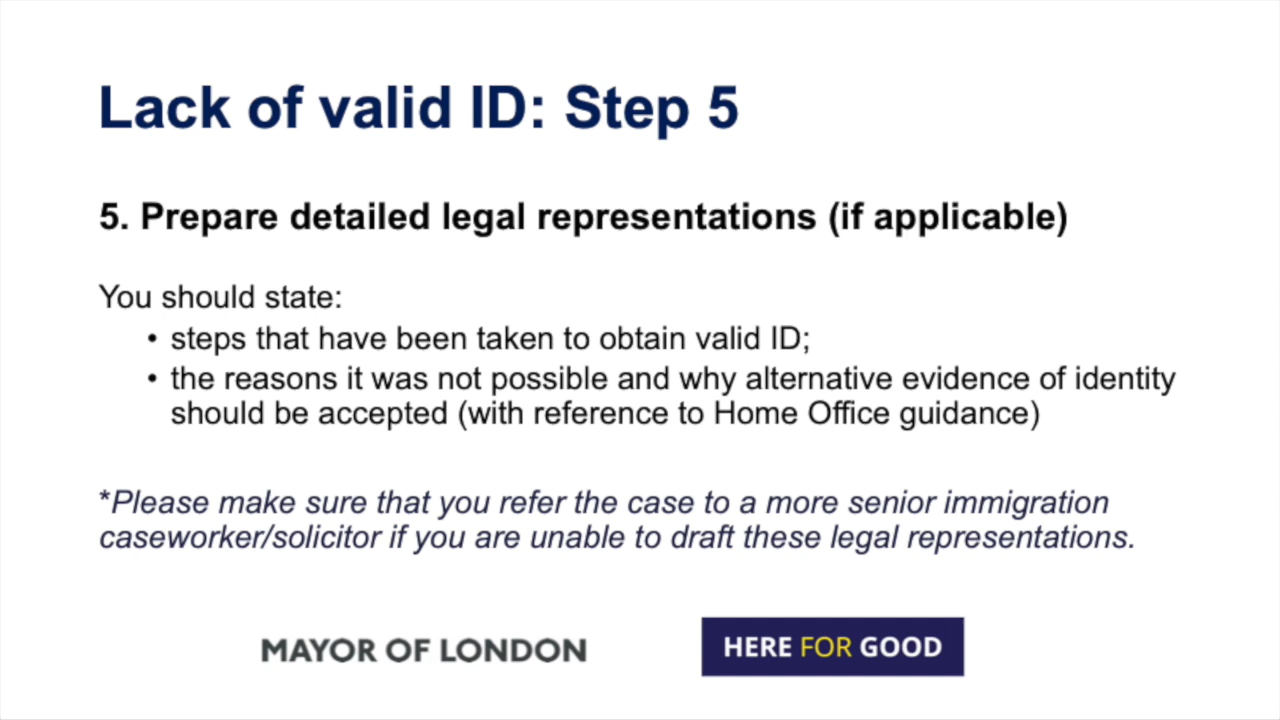 Lack of valid ID: Step 5
5. Prepare detailed legal representations (if applicable)
You should state:
• steps that have been taken to obtain valid ID;
• the reasons it was not possible and why alternative evidence of identity
should be accepted (with reference to Home Office guidance)
*Please make sure that you refer the case to a more senior immigration
caseworker/solicitor if you are unable to draft these legal representations.
MAYOR OF LONDON
HERE FOR GOOD